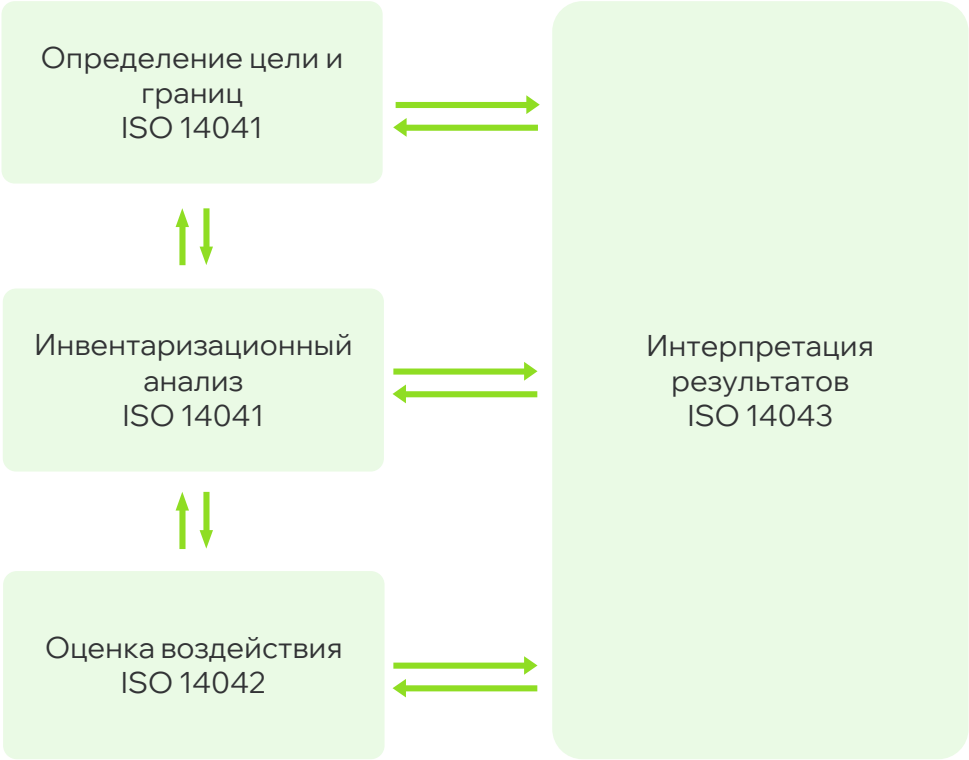 Определение цели и
границ
ISO 14041
Инвентаризационный
анализ
ISO 14041
Оценка воздействия
ISO 14042
Интерпретация
результатов
ISO 14043